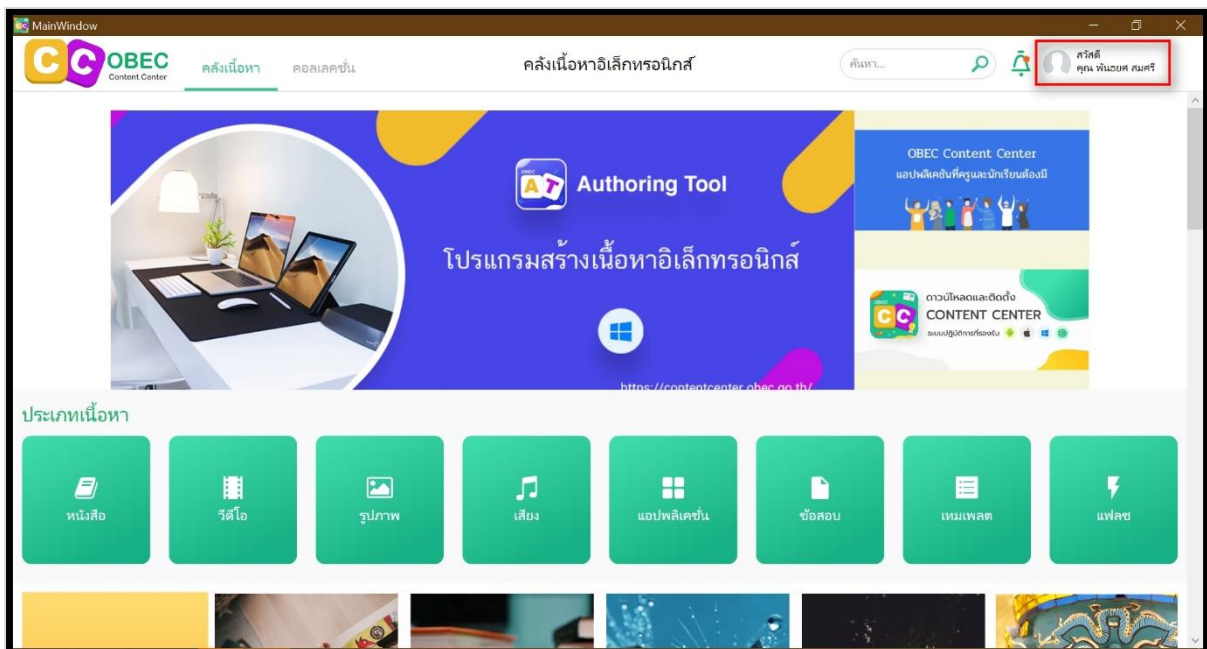 MainWindow
CC OBEC
Content Center
คลังเนื้อหา
คอลเลคชั่น
คลังเนื้อหาอิเล็กทรอนิกส์
ค้นหา...
สวัสดี
คุณ พันธยศ สมศรี
OBEC
AT
Authoring Tool
โปรแกรมสร้างเนื้อหาอิเล็กทรอนิกส์
https://contentcenter.obec.go.th/
OBEC Content Center
แอปพลิเคชันที่ครูและนักเรียนต้องมี
OBEC
CC
ดาวน์โหลดและติดตั้ง
CONTENT CENTER
ระบบปฏิบัติการที่รองรับ
ประเภทเนื้อหา
หนังสือ
วีดีโอ
รูปภาพ
เสียง
แอปพลิเคชั่น
ข้อสอบ
เทมเพลต
แฟลช